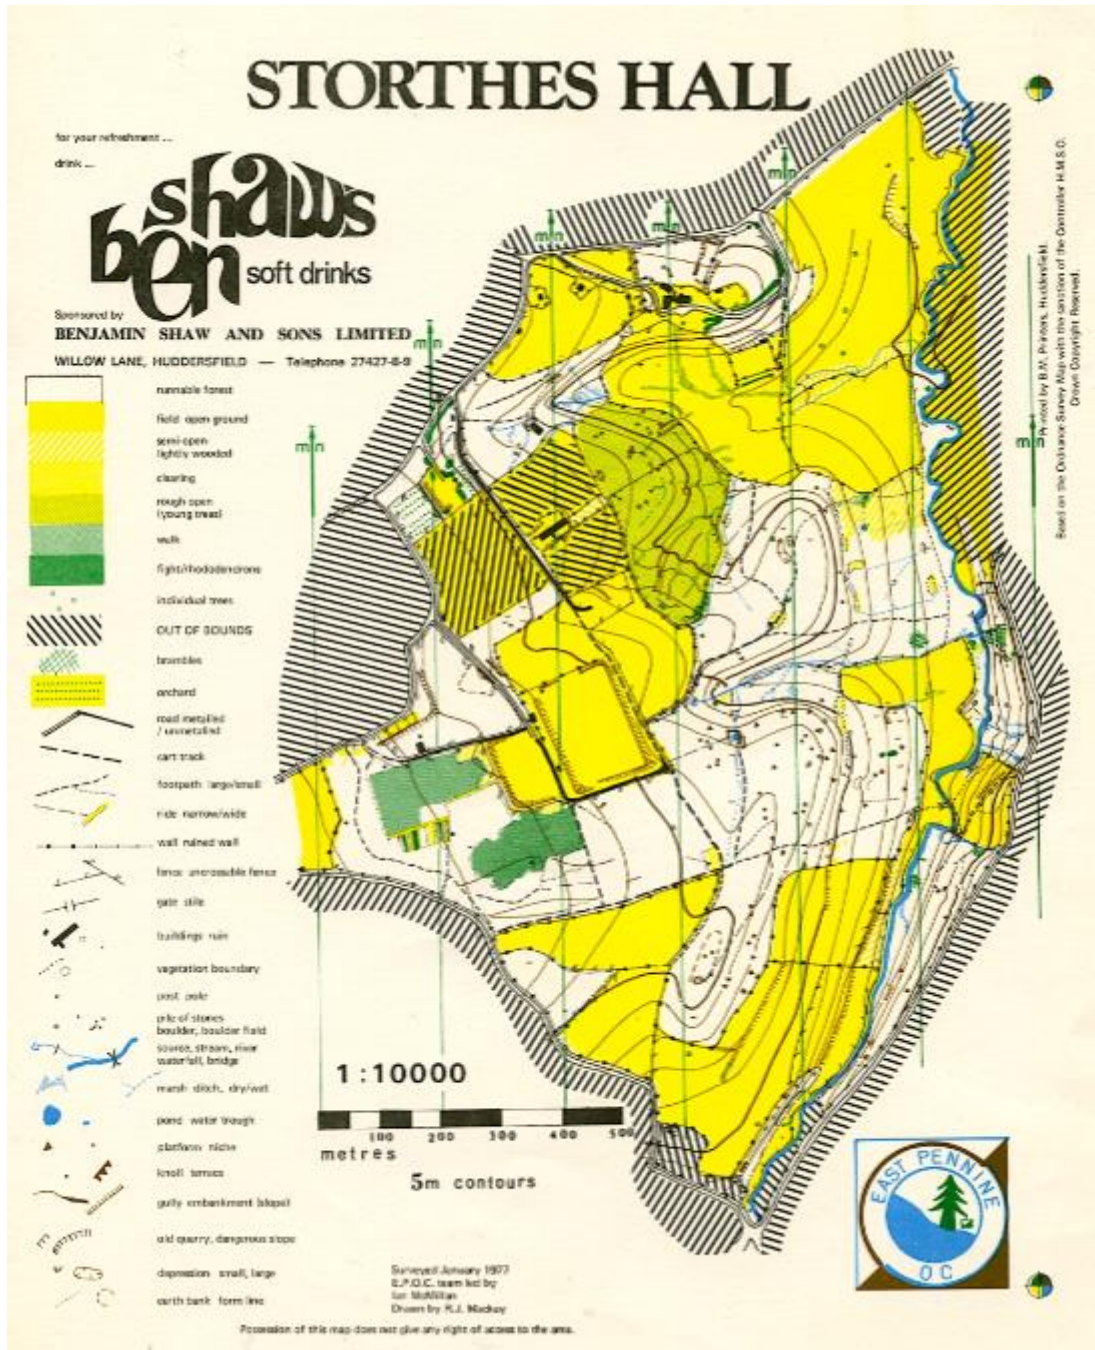 STORTHES HALL
for your refreshment ...
drink ...
ben shaws
soft drinks
Sponsored by
BENJAMIN SHAW AND SONS LIMITED
WILLOW LANE, HUDDERSFIELD — Telephone 27427-8-9
runnable forest
field open ground
semi-open
lightly wooded
clearing
rough open
(young trees)
walk
fight/rhododendrons
individual trees
OUT OF BOUNDS
brambles
orchard
road metalled
/ unmetalled
cart track
footpath large/small
ride narrow/wide
wall ruined wall
fence uncrossable fence
gate stile
buildings ruin
vegetation boundary
post pole
pile of stones
boulder, boulder field
source, stream, river
waterfall, bridge
marsh ditch, dry/wet
pond water trough
platform niche
knoll terrace
gully embankment (slope)
old quarry, dangerous slope
depression small, large
earth bank form line
mn
mn
mn
mn
mn
mn
mn
1:10000
100 200 300 400 500
metres
5m contours
Surveyed January 1977
E.P.O.C. team led by
Ian McMillan
Drawn by R.J. Mackay
Possession of this map does not give any right of access to the area.
EAST PENNINE
OC
Printed by B.W. Printers, Huddersfield.
Based on the Ordnance Survey Map with the sanction of the Controller H.M.S.O.
Crown Copyright Reserved.